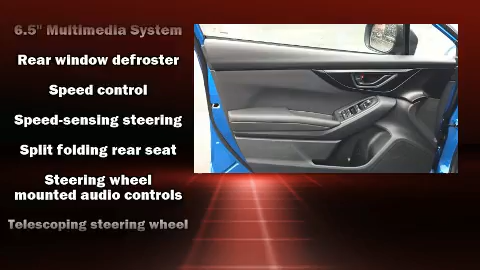 6.5" Multimedia System
Rear window defroster
Speed control
Speed-sensing steering
Split folding rear seat
Steering wheel
mounted audio controls
Telescoping steering wheel